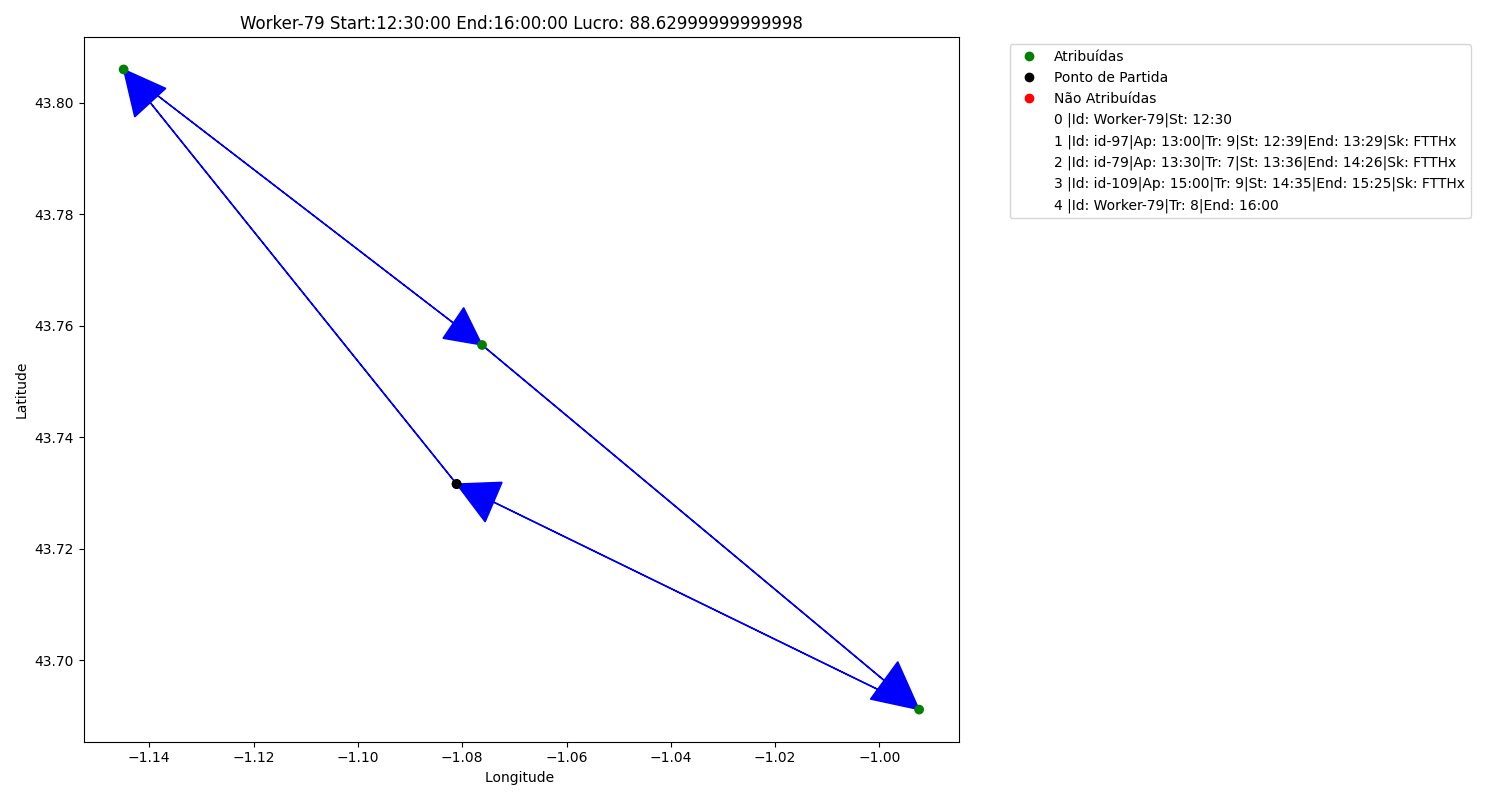 Worker-79 Start:12:30:00 End:16:00:00 Lucro: 88.62999999999998
Atribuídas
Ponto de Partida
Não Atribuídas
0 |Id: Worker-79|St: 12:30
1 |Id: id-97|Ap: 13:00|Tr: 9|St: 12:39|End: 13:29|Sk: FTTHx
2 |Id: id-79|Ap: 13:30|Tr: 7|St: 13:36|End: 14:26|Sk: FTTHx
3 |Id: id-109|Ap: 15:00|Tr: 9|St: 14:35|End: 15:25|Sk: FTTHx
4 |Id: Worker-79|Tr: 8|End: 16:00
Latitude
43.80
43.78
43.76
43.74
43.72
43.70
−1.14
−1.12
−1.10
−1.08
−1.06
−1.04
−1.02
−1.00
Longitude